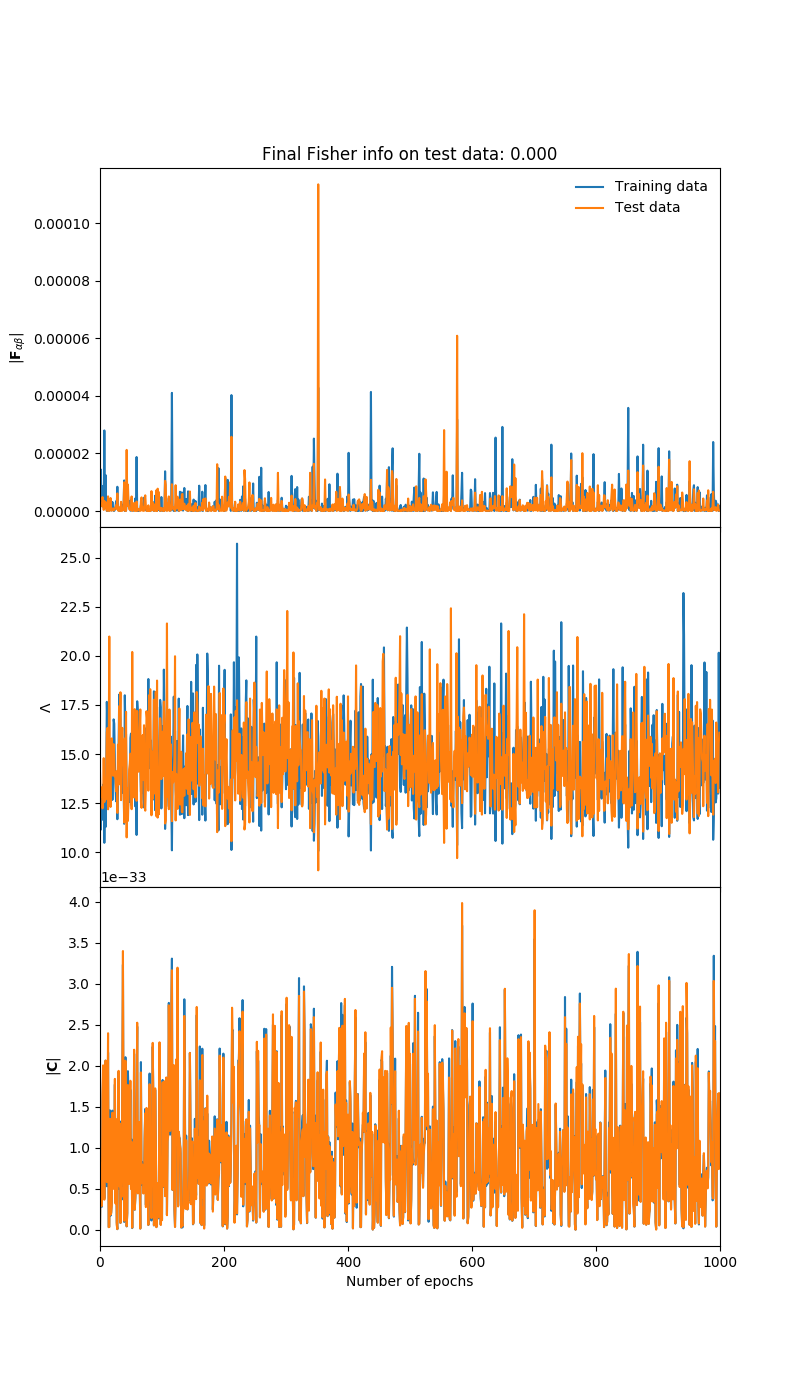 Final Fisher info on test data: 0.000
Training data
Test data
0.00010
0.00008
0.00006
0.00004
0.00002
0.00000
|F_{αβ}|
25.0
22.5
20.0
17.5
15.0
12.5
10.0
Λ
1e−33
4.0
3.5
3.0
2.5
2.0
1.5
1.0
0.5
0.0
|C|
0 200 400 600 800 1000
Number of epochs